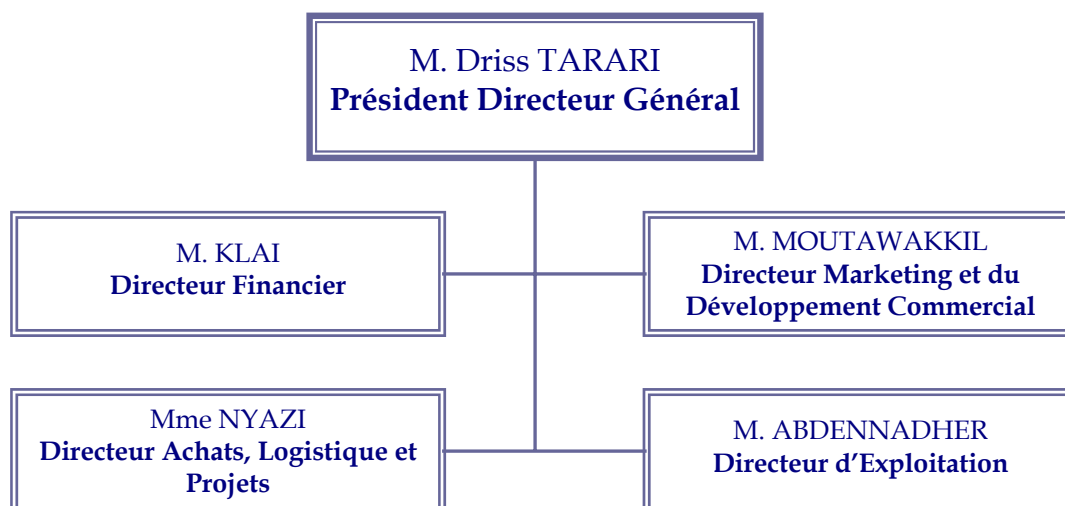 M. Driss TARARI
Président Directeur Général
M. KLAI
Directeur Financier
M. MOUTAWAKKIL
Directeur Marketing et du
Développement Commercial
Mme NYAZI
Directeur Achats, Logistique et
Projets
M. ABDENNADHER
Directeur d’Exploitation